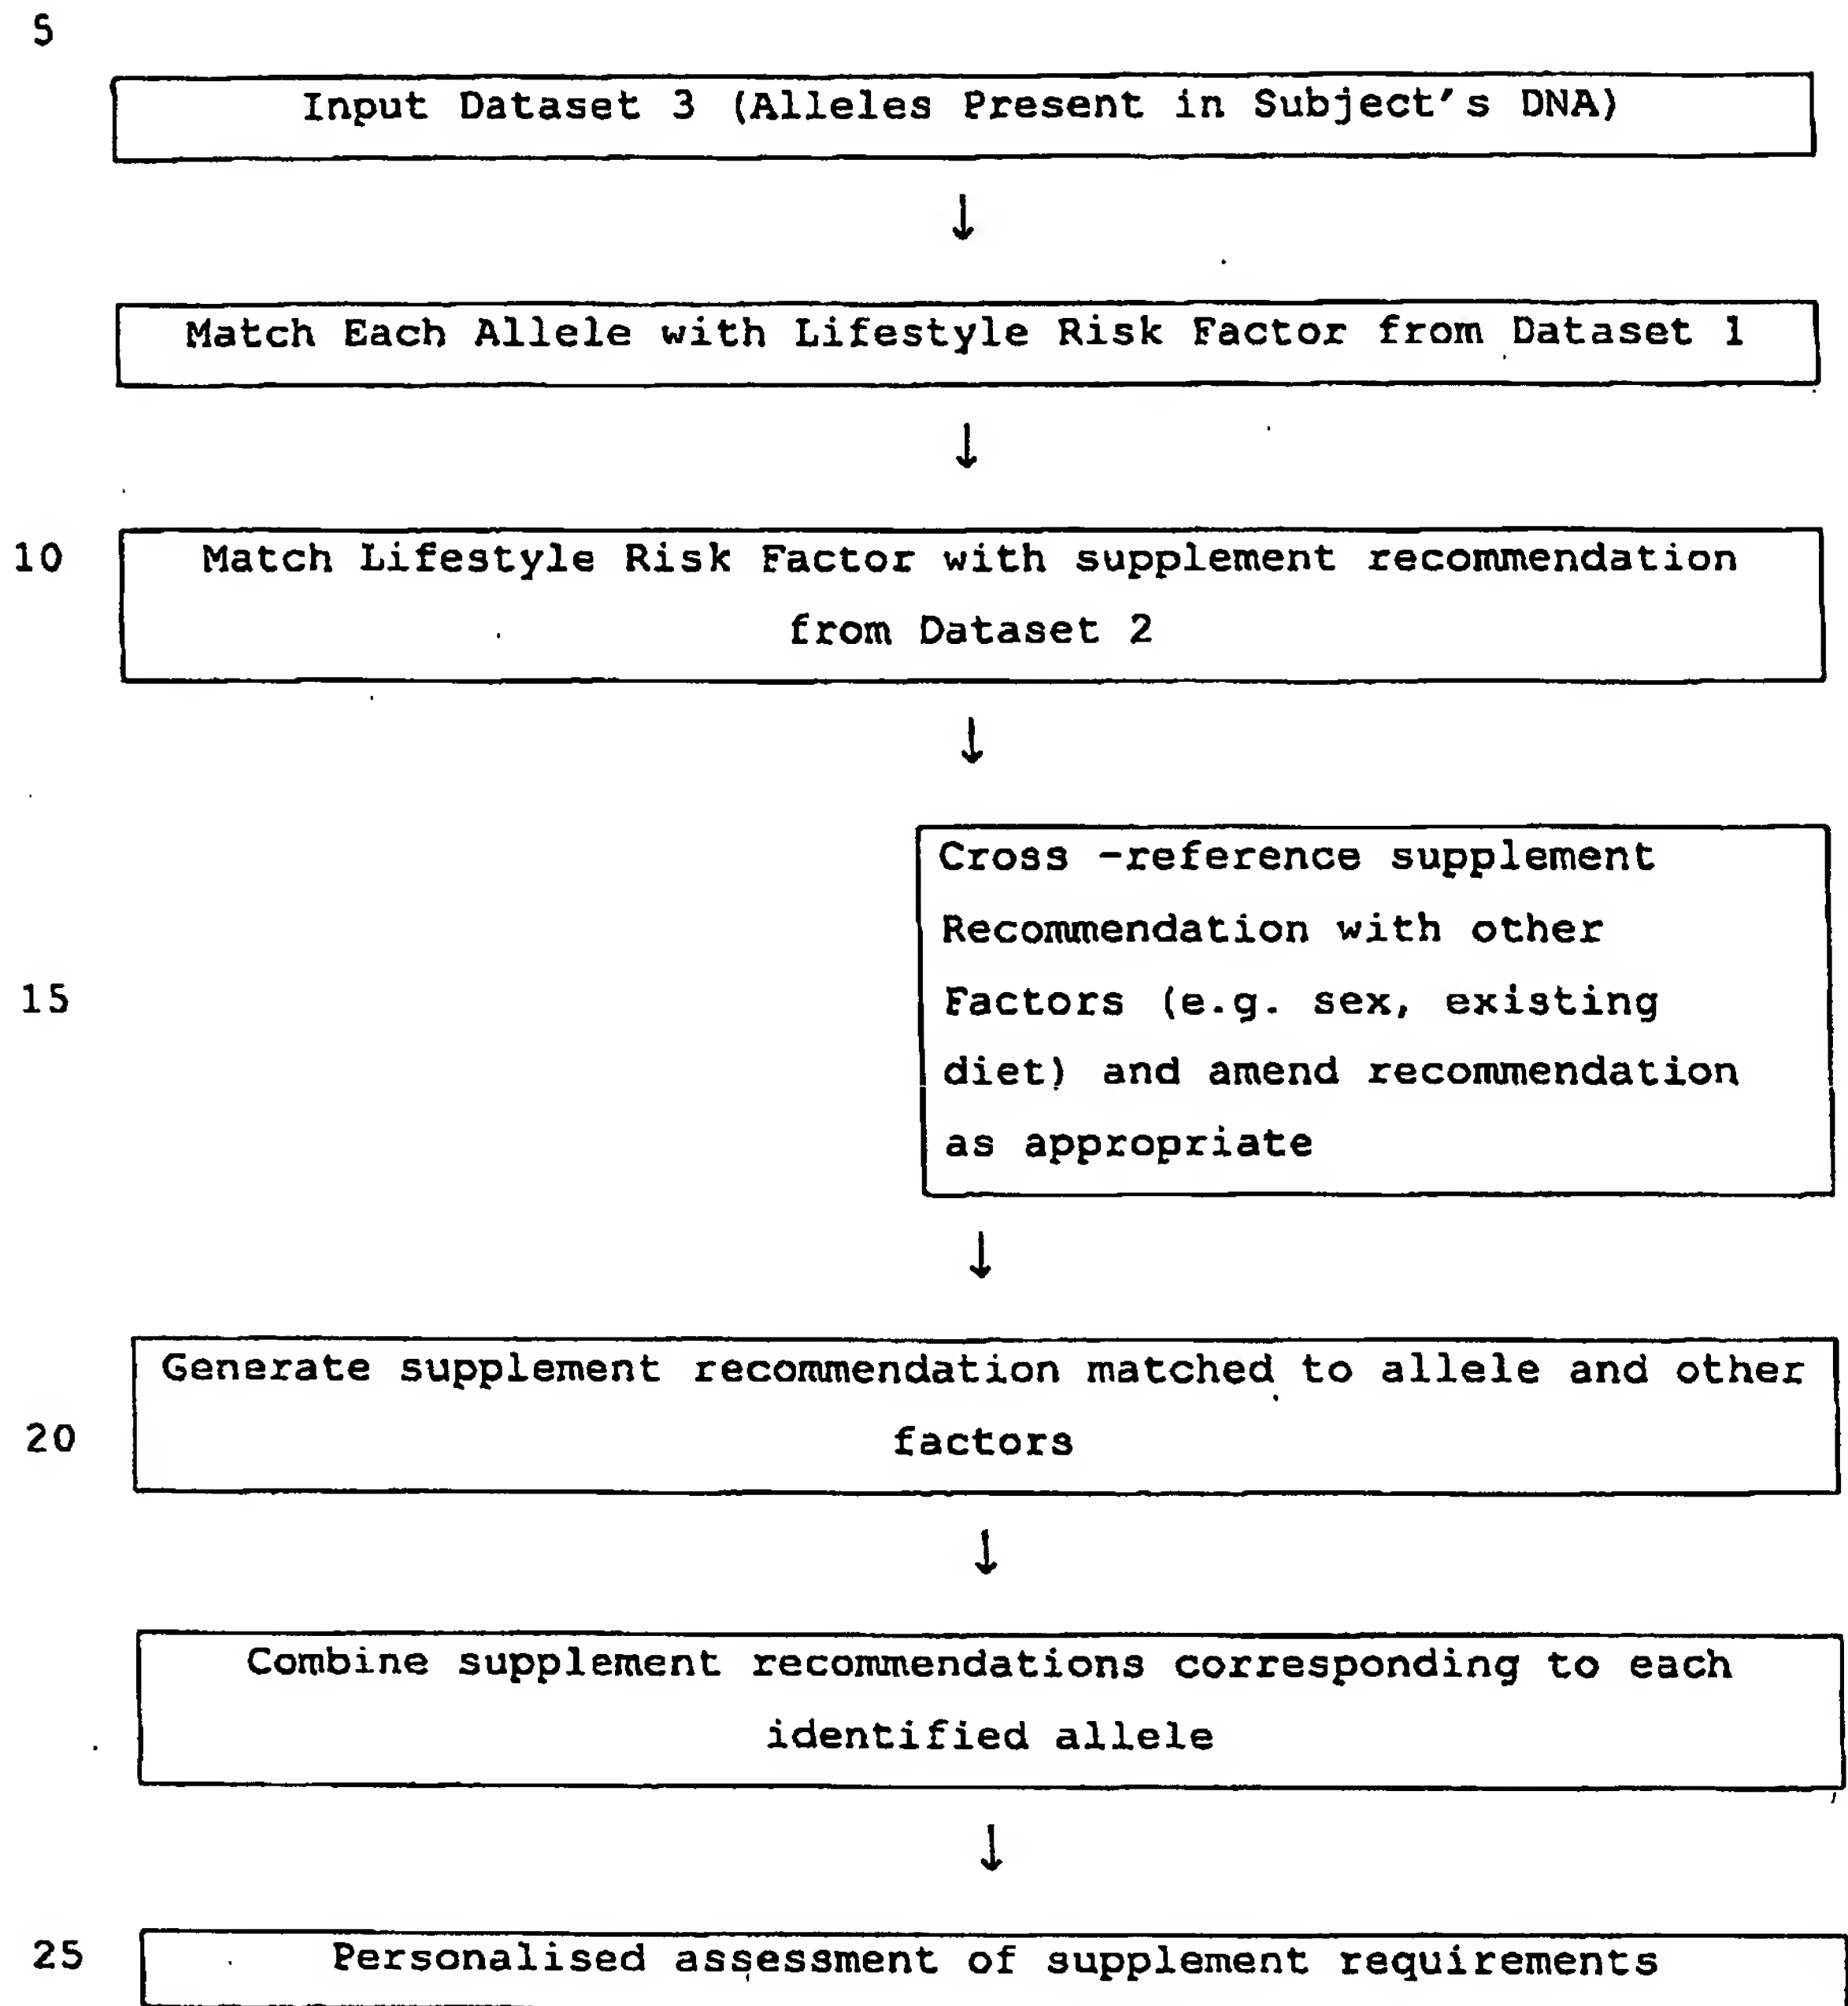 5
Input Dataset 3 (Alleles Present in Subject's DNA)
↓
Match Each Allele with Lifestyle Risk Factor from Dataset 1
↓
10 Match Lifestyle Risk Factor with supplement recommendation
from Dataset 2
↓
Cross -reference supplement
Recommendation with other
15 Factors (e.g. sex, existing
diet) and amend recommendation
as appropriate
↓
Generate supplement recommendation matched to allele and other
20 factors
↓
Combine supplement recommendations corresponding to each
identified allele
↓
25 Personalised assessment of supplement requirements